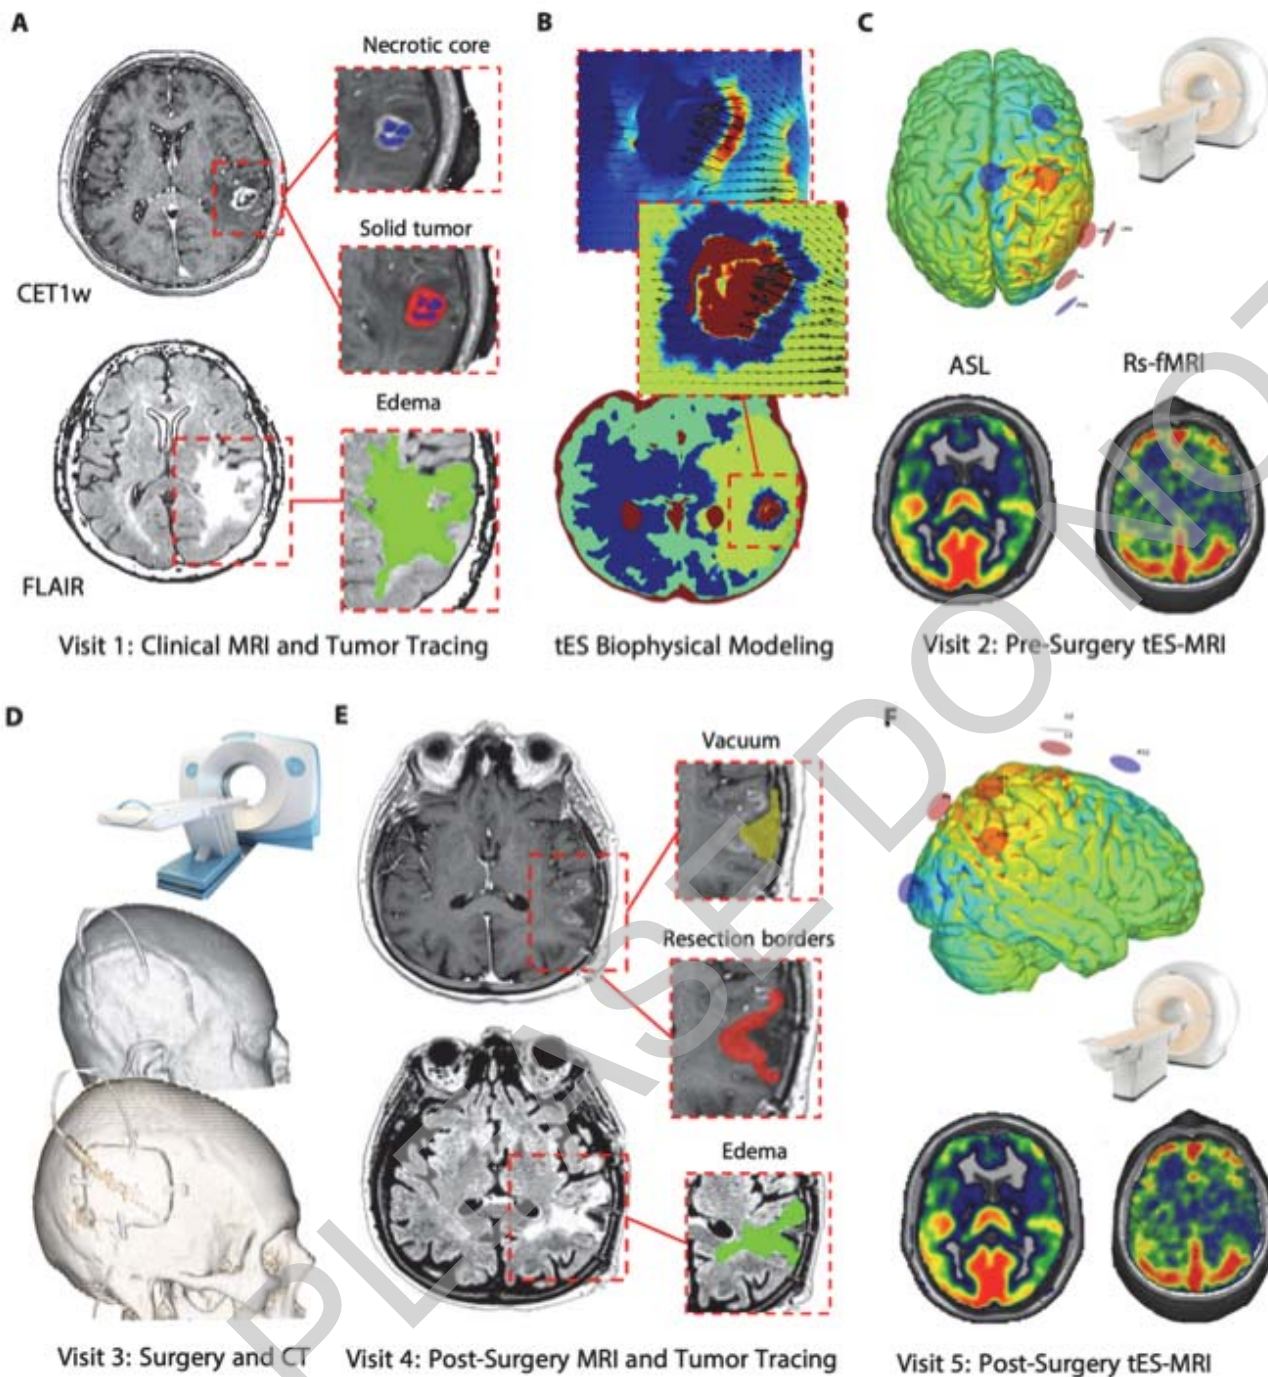 A
Necrotic core
Solid tumor
CET1w
Edema
FLAIR
Visit 1: Clinical MRI and Tumor Tracing
B
tES Biophysical Modeling
C
ASL
Rs-fMRI
Visit 2: Pre-Surgery tES-MRI
D
Visit 3: Surgery and CT
E
Vacuum
Resection borders
Edema
Visit 4: Post-Surgery MRI and Tumor Tracing
F
Visit 5: Post-Surgery tES-MRI
PLEASE DO NOT